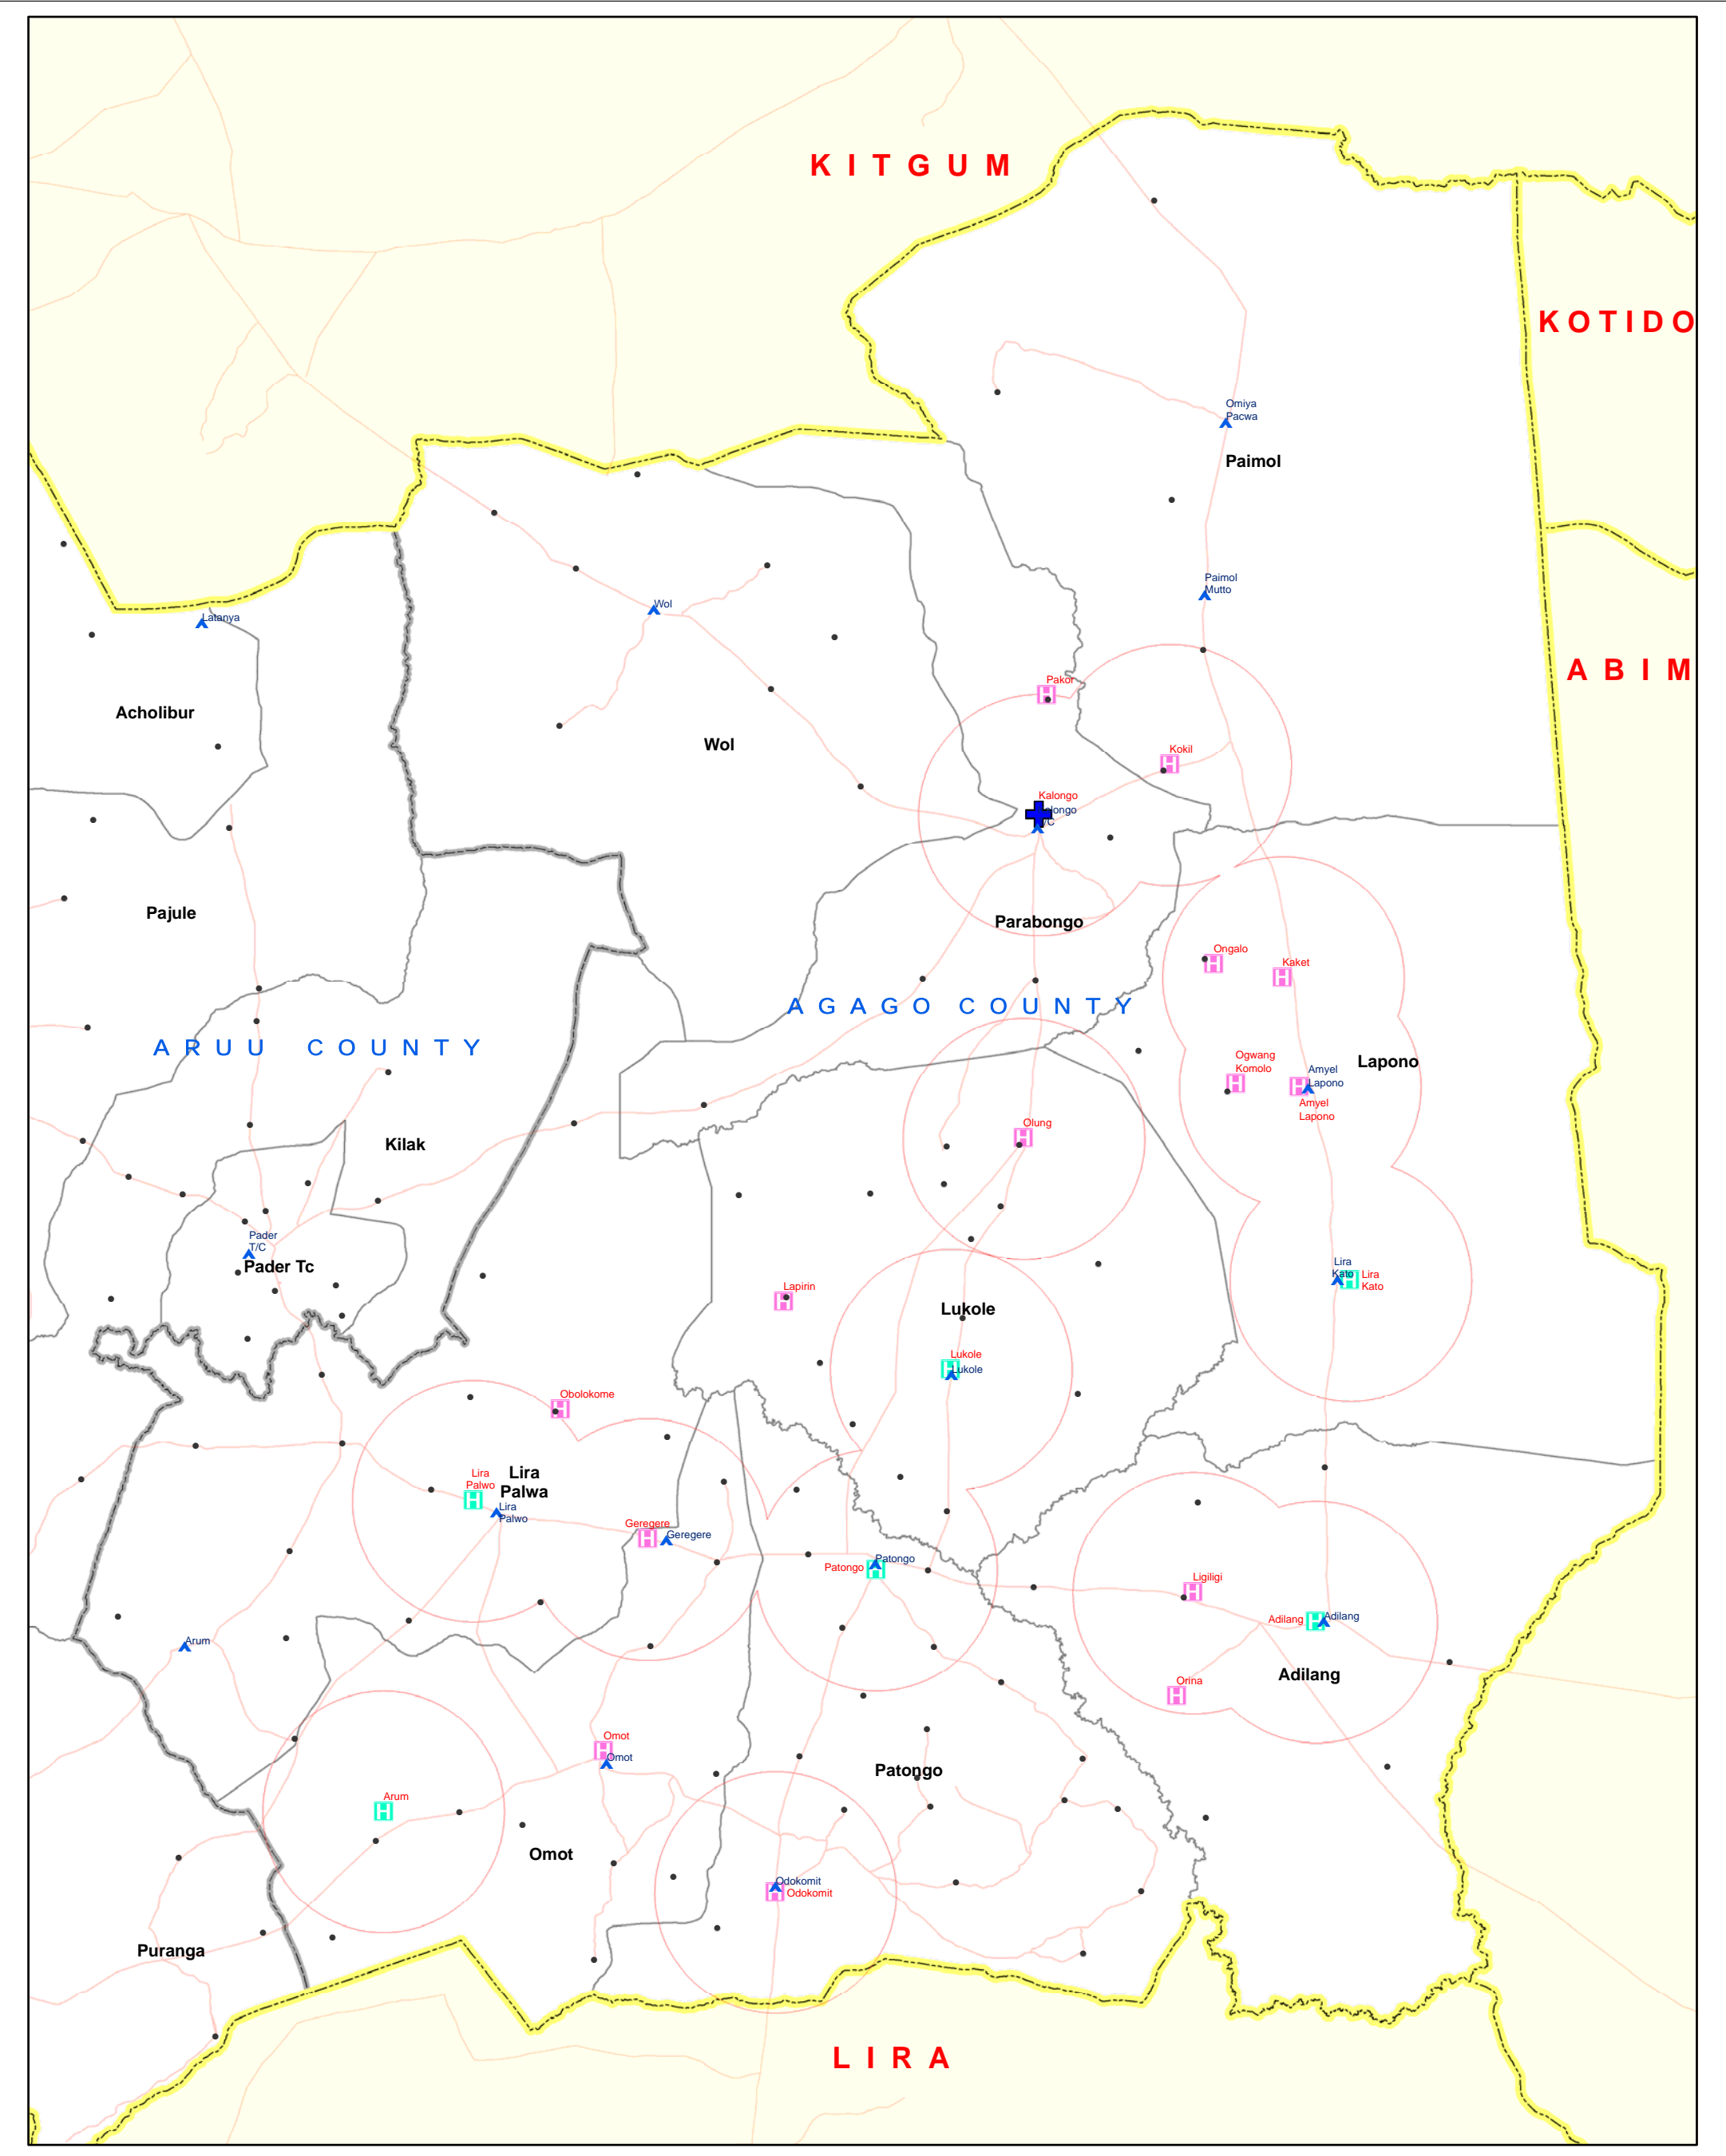 KITGUM
KOTIDO
Omiya
Pacwa
Paimol
Paimol
Mutto
Wol
Latanya
ABIM
Pakor
Acholibur
Wol
Kokil
Kalongo
Pajule
Parabongo
Ongalo
Kaket
AGAGO COUNTY
ARUU COUNTY
Ogwang
Komolo
Amyel
Lapono
Lapono
Amyel
Lapono
Olung
Kilak
Pader
T/C
Pader Tc
Lira
Kato
Lira
Kato
Lapirin
Lukole
Lukole
Lukole
Obolokome
Lira
Palwo
Lira
Palwa
Lira
Palwo
Geregere
Geregere
Patongo
Patongo
Ligiligi
Adilang
Adilang
Arum
Adilang
Orina
Omot
Omot
Patongo
Arum
Omot
Odokomit
Odokomit
Puranga
LIRA